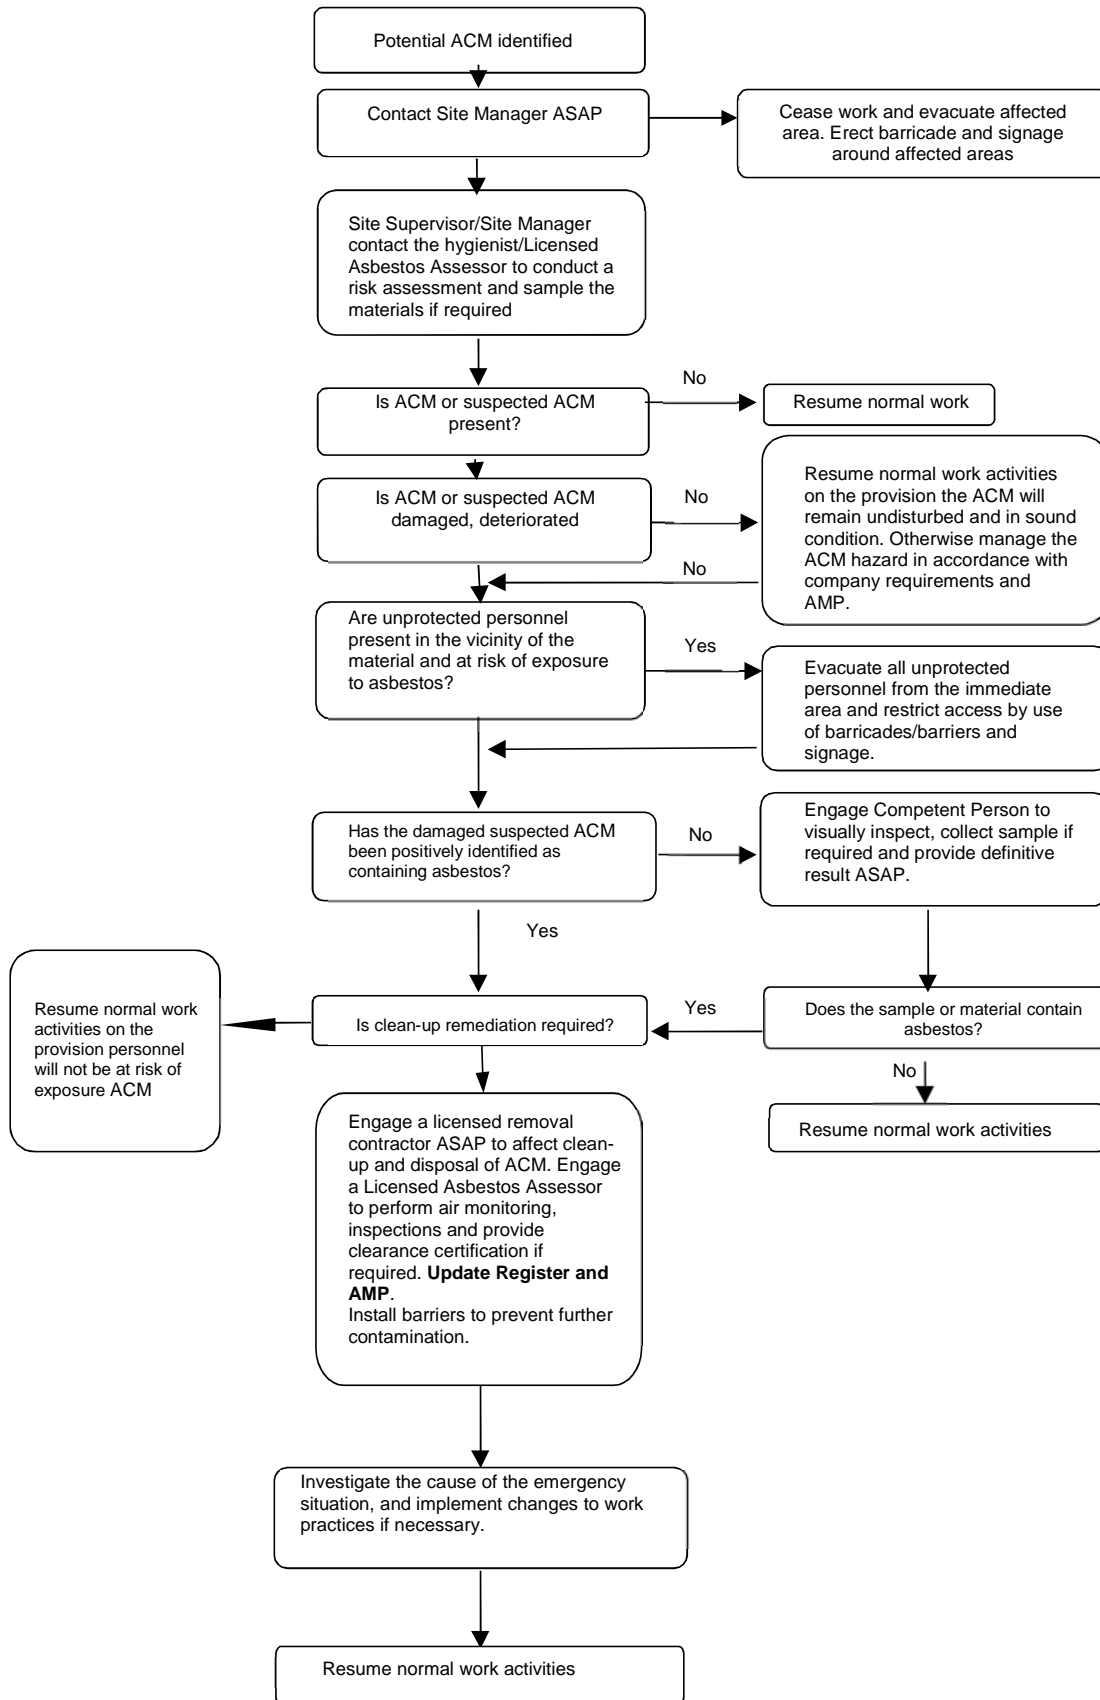 Potential ACM identified
Contact Site Manager ASAP
Cease work and evacuate affected
area. Erect barricade and signage
around affected areas
Site Supervisor/Site Manager
contact the hygienist/Licensed
Asbestos Assessor to conduct a
risk assessment and sample the
materials if required
Is ACM or suspected ACM
present?
No
Resume normal work
Is ACM or suspected ACM
damaged, deteriorated
No
Resume normal work activities
on the provision the ACM will
remain undisturbed and in sound
condition. Otherwise manage the
ACM hazard in accordance with
company requirements and
AMP.
No
Are unprotected personnel
present in the vicinity of the
material and at risk of exposure
to asbestos?
Yes
Evacuate all unprotected
personnel from the immediate
area and restrict access by use
of barricades/barriers and
signage.
Has the damaged suspected ACM
been positively identified as
containing asbestos?
No
Engage Competent Person to
visually inspect, collect sample if
required and provide definitive
result ASAP.
Yes
Resume normal work
activities on the
provision personnel
will not be at risk of
exposure ACM
Is clean-up remediation required?
Yes
Does the sample or material contain
asbestos?
No
Resume normal work activities
Engage a licensed removal
contractor ASAP to affect clean-
up and disposal of ACM. Engage
a Licensed Asbestos Assessor
to perform air monitoring,
inspections and provide
clearance certification if
required. Update Register and
AMP.
Install barriers to prevent further
contamination.
Investigate the cause of the emergency
situation, and implement changes to work
practices if necessary.
Resume normal work activities